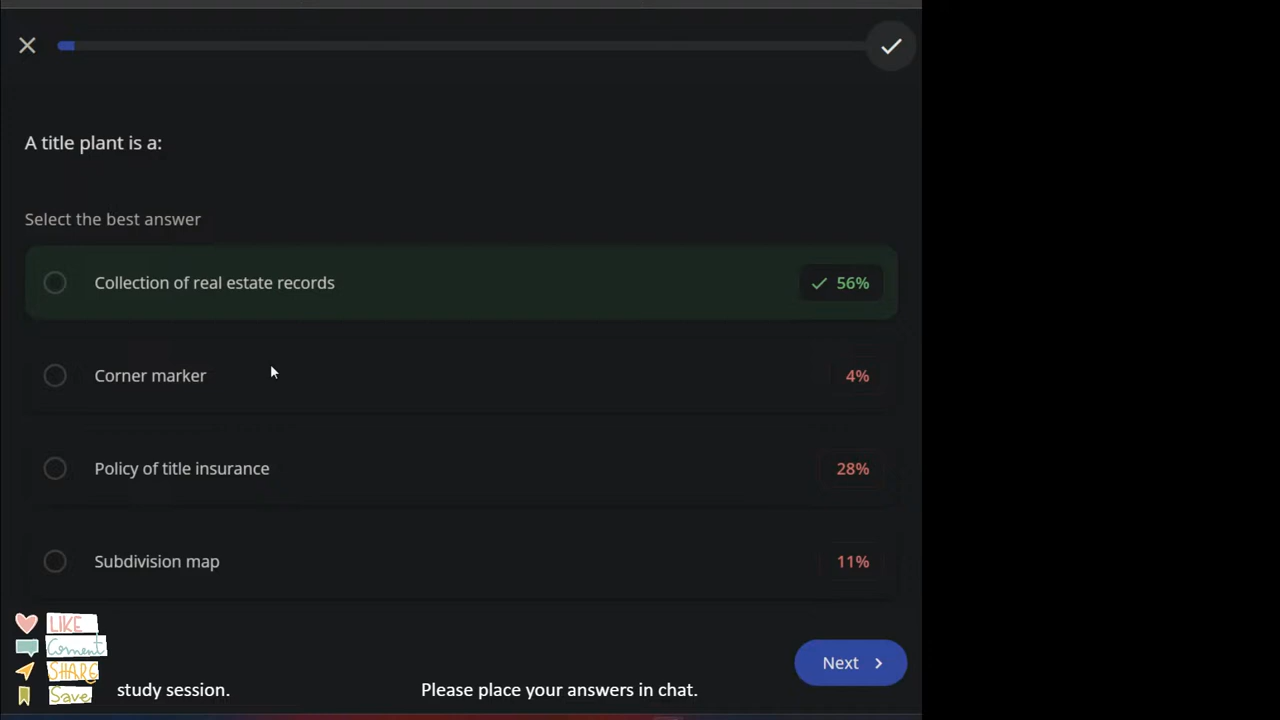 A title plant is a:
Select the best answer
Collection of real estate records 56%
Corner marker 4%
Policy of title insurance 28%
Subdivision map 11%
LIKE
Coment
SHARE
Save
Next
study session. Please place your answers in chat.